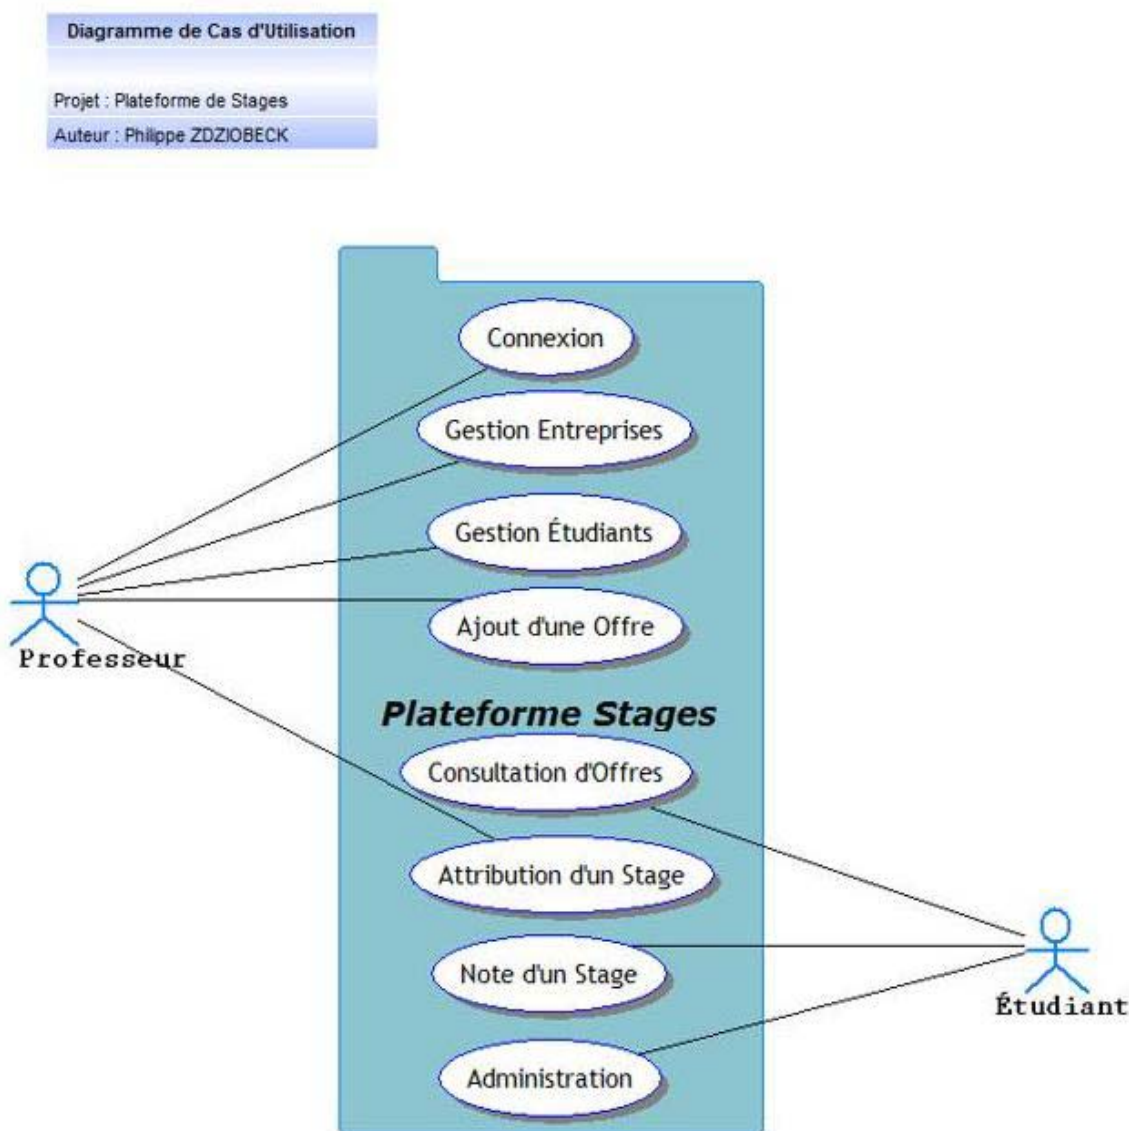 Diagramme de Cas d'Utilisation
Projet : Plateforme de Stages
Auteur : Philippe ZDZIOBECK
Connexion
Gestion Entreprises
Gestion Étudiants
Ajout d'une Offre
Professeur
Plateforme Stages
Consultation d'Offres
Attribution d'un Stage
Note d'un Stage
Étudiant
Administration